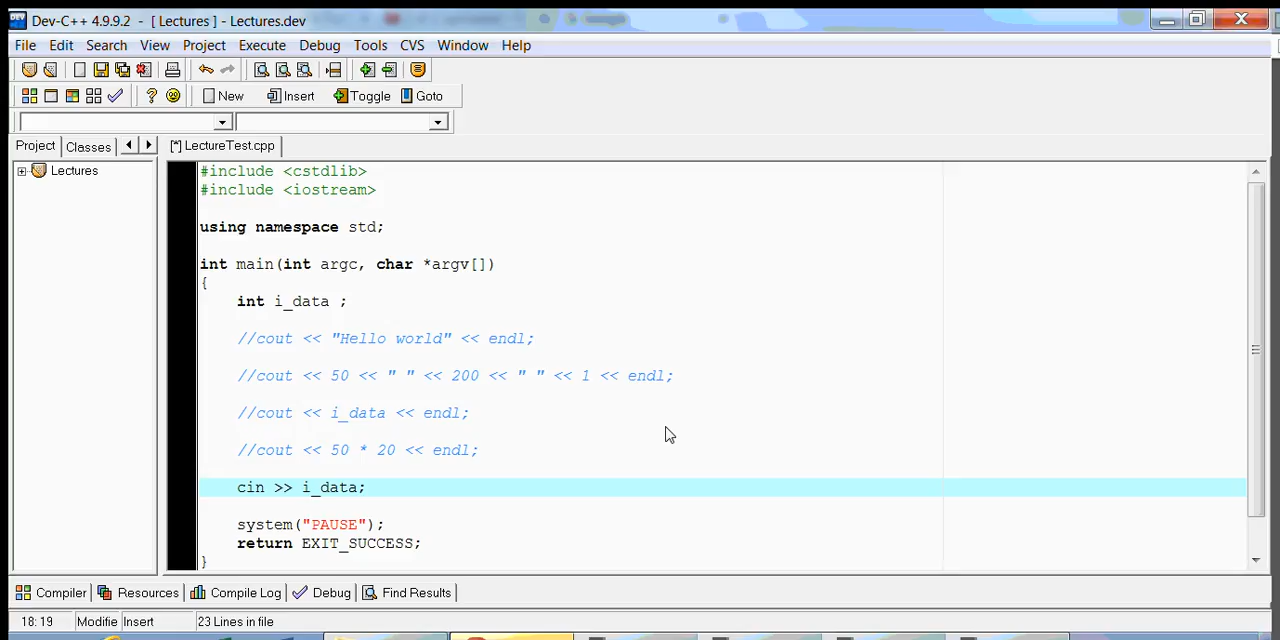 Dev-C++ 4.9.9.2 - [ Lectures ] - Lectures.dev
File Edit Search View Project Execute Debug Tools CVS Window Help
New Insert Toggle Goto
Project Classes [*] LectureTest.cpp
Lectures
#include <cstdlib>
#include <iostream>
using namespace std;
int main(int argc, char *argv[])
{
int i_data ;
//cout << "Hello world" << endl;
//cout << 50 << " " << 200 << " " << 1 << endl;
//cout << i_data << endl;
//cout << 50 * 20 << endl;
cin >> i_data;
system("PAUSE");
return EXIT_SUCCESS;
}
Compiler Resources Compile Log Debug Find Results
18: 19 Modifie Insert 23 Lines in file